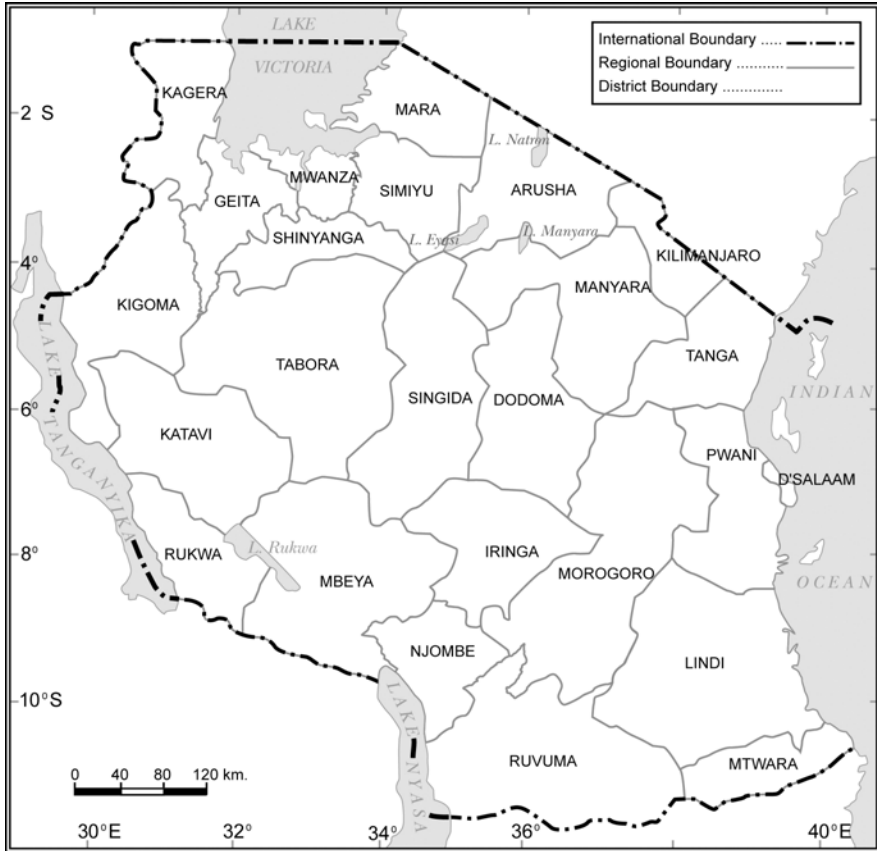 LAKE
VICTORIA
International Boundary .....
Regional Boundary ...........
District Boundary ..............
KAGERA
MARA
2 S
L. Natron
MWANZA
SIMIYU
ARUSHA
GEITA
SHINYANGA
L. Eyasi
L. Manyara
KILIMANJARO
4°
KIGOMA
MANYARA
TABORA
TANGA
SINGIDA
DODOMA
INDIAN
6°
KATAVI
LAKE TANGANYIKA
PWANI
D'SALAAM
8°
RUKWA
L. Rukwa
IRINGA
MBEYA
MOROGORO
OCEAN
NJOMBE
LINDI
10°S
LAKE NYASA
RUVUMA
MTWARA
0 40 80 120 km.
30°E 32° 34° 36° 38° 40°E